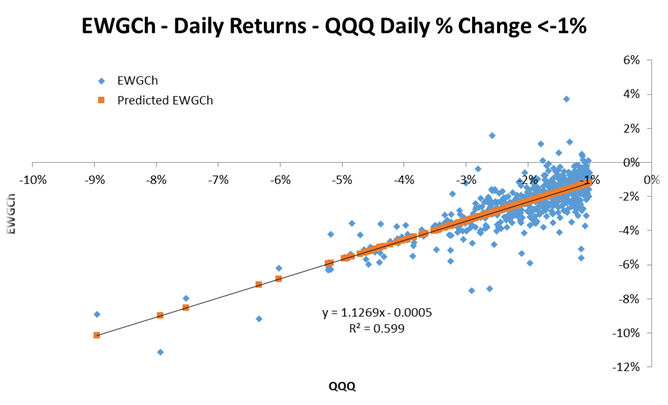 EWGCh - Daily Returns - QQQ Daily % Change <-1%
6%
EWGCh
Predicted EWGCh
4%
2%
0%
-10% -9% -8% -7% -6% -5% -4% -3% -2% -1% 0%
-2%
EWGCh
-4%
-6%
-8%
y = 1.1269x - 0.0005
R² = 0.599
-10%
-12%
QQQ